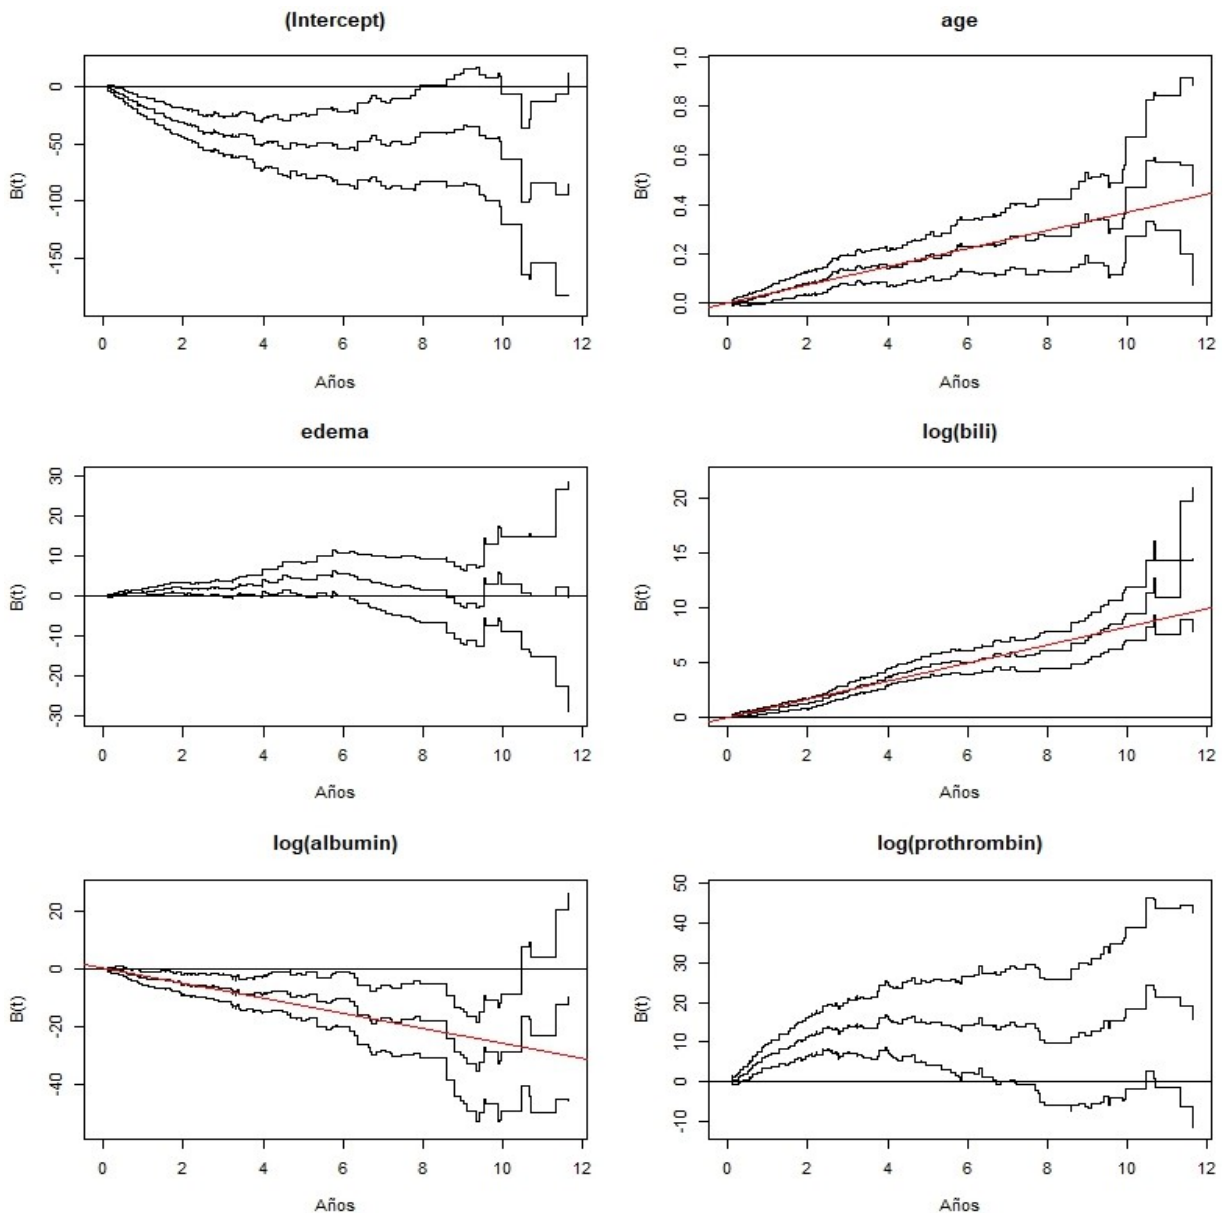 (Intercept)
B(t)
0
-50
-100
-150
0 2 4 6 8 10 12
Años
age
B(t)
1.0
0.8
0.6
0.4
0.2
0.0
0 2 4 6 8 10 12
Años
edema
B(t)
30
20
10
0
-10
-20
-30
0 2 4 6 8 10 12
Años
log(bili)
B(t)
20
15
10
5
0
0 2 4 6 8 10 12
Años
log(albumin)
B(t)
20
0
-20
-40
0 2 4 6 8 10 12
Años
log(prothrombin)
B(t)
50
40
30
20
10
0
-10
0 2 4 6 8 10 12
Años